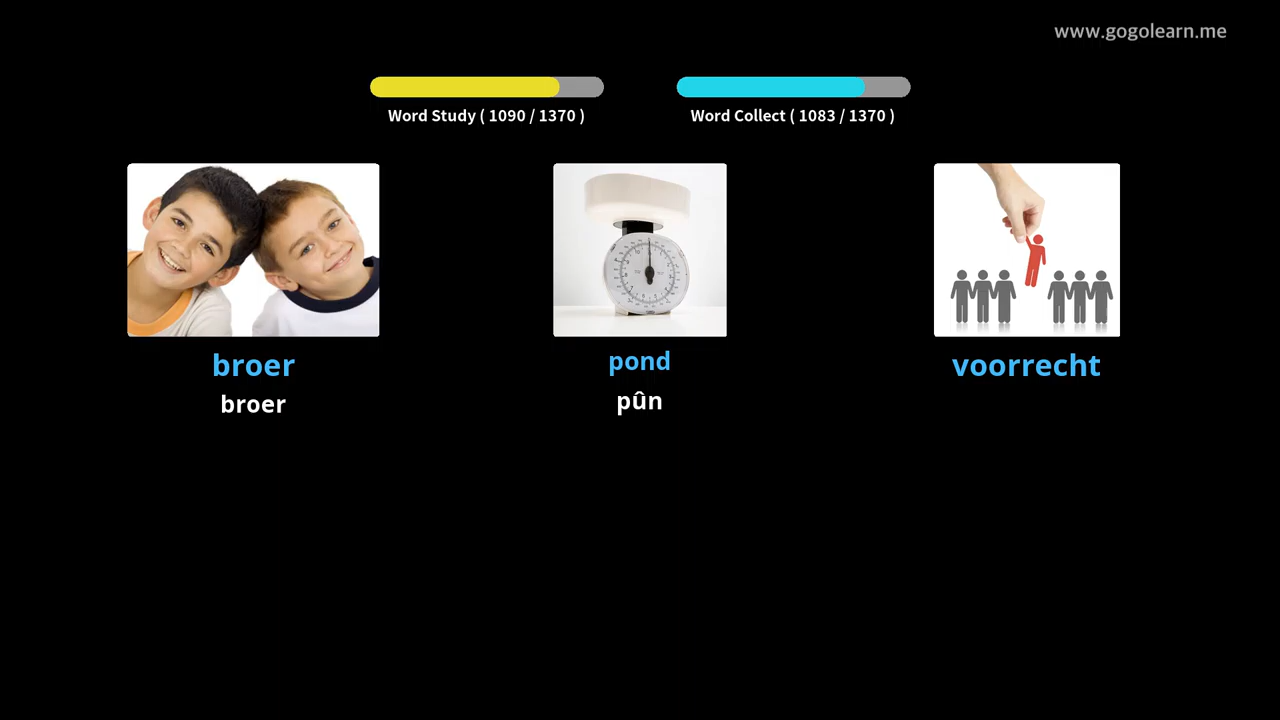 www.gogolearn.me
Word Study ( 1090 / 1370 )
Word Collect ( 1083 / 1370 )
broer
broer
pond
pûn
voorrecht